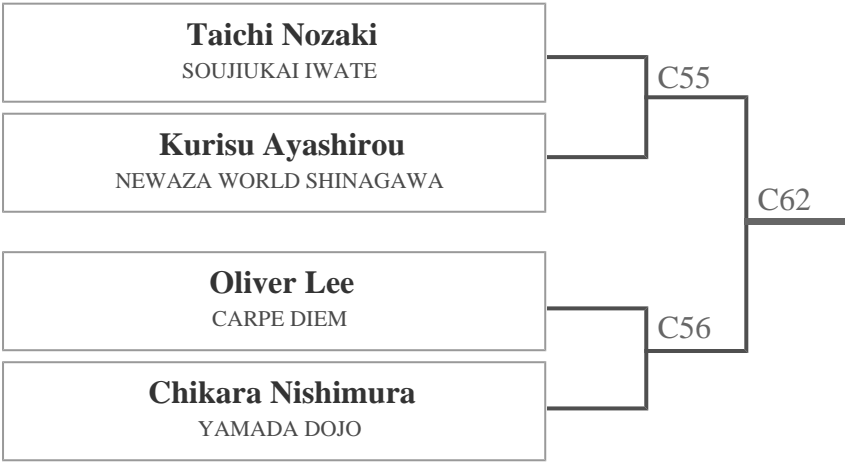 Taichi Nozaki
SOUJIUKAI IWATE
C55
Kurisu Ayashirou
NEWAZA WORLD SHINAGAWA
C62
Oliver Lee
CARPE DIEM
C56
Chikara Nishimura
YAMADA DOJO